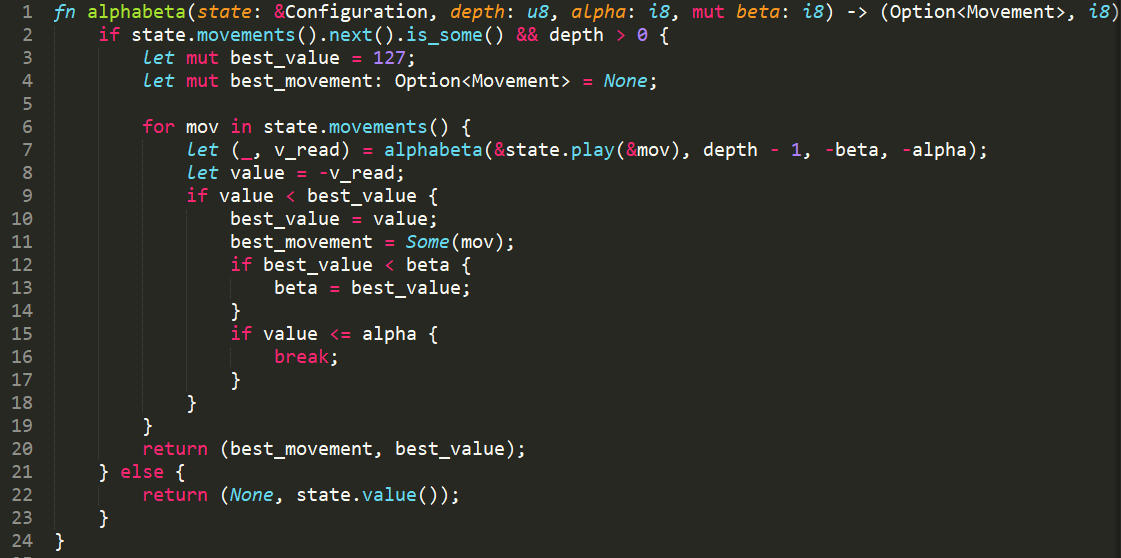 1 fn alphabeta(state: &Configuration, depth: u8, alpha: i8, mut beta: i8) -> (Option<Movement>, i8)
2     if state.movements().next().is_some() && depth > 0 {
3         let mut best_value = 127;
4         let mut best_movement: Option<Movement> = None;
5
6         for mov in state.movements() {
7             let (_, v_read) = alphabeta(&state.play(&mov), depth - 1, -beta, -alpha);
8             let value = -v_read;
9             if value < best_value {
10                 best_value = value;
11                 best_movement = Some(mov);
12                 if best_value < beta {
13                     beta = best_value;
14                 }
15                 if value <= alpha {
16                     break;
17                 }
18             }
19         }
20         return (best_movement, best_value);
21     } else {
22         return (None, state.value());
23     }
24 }